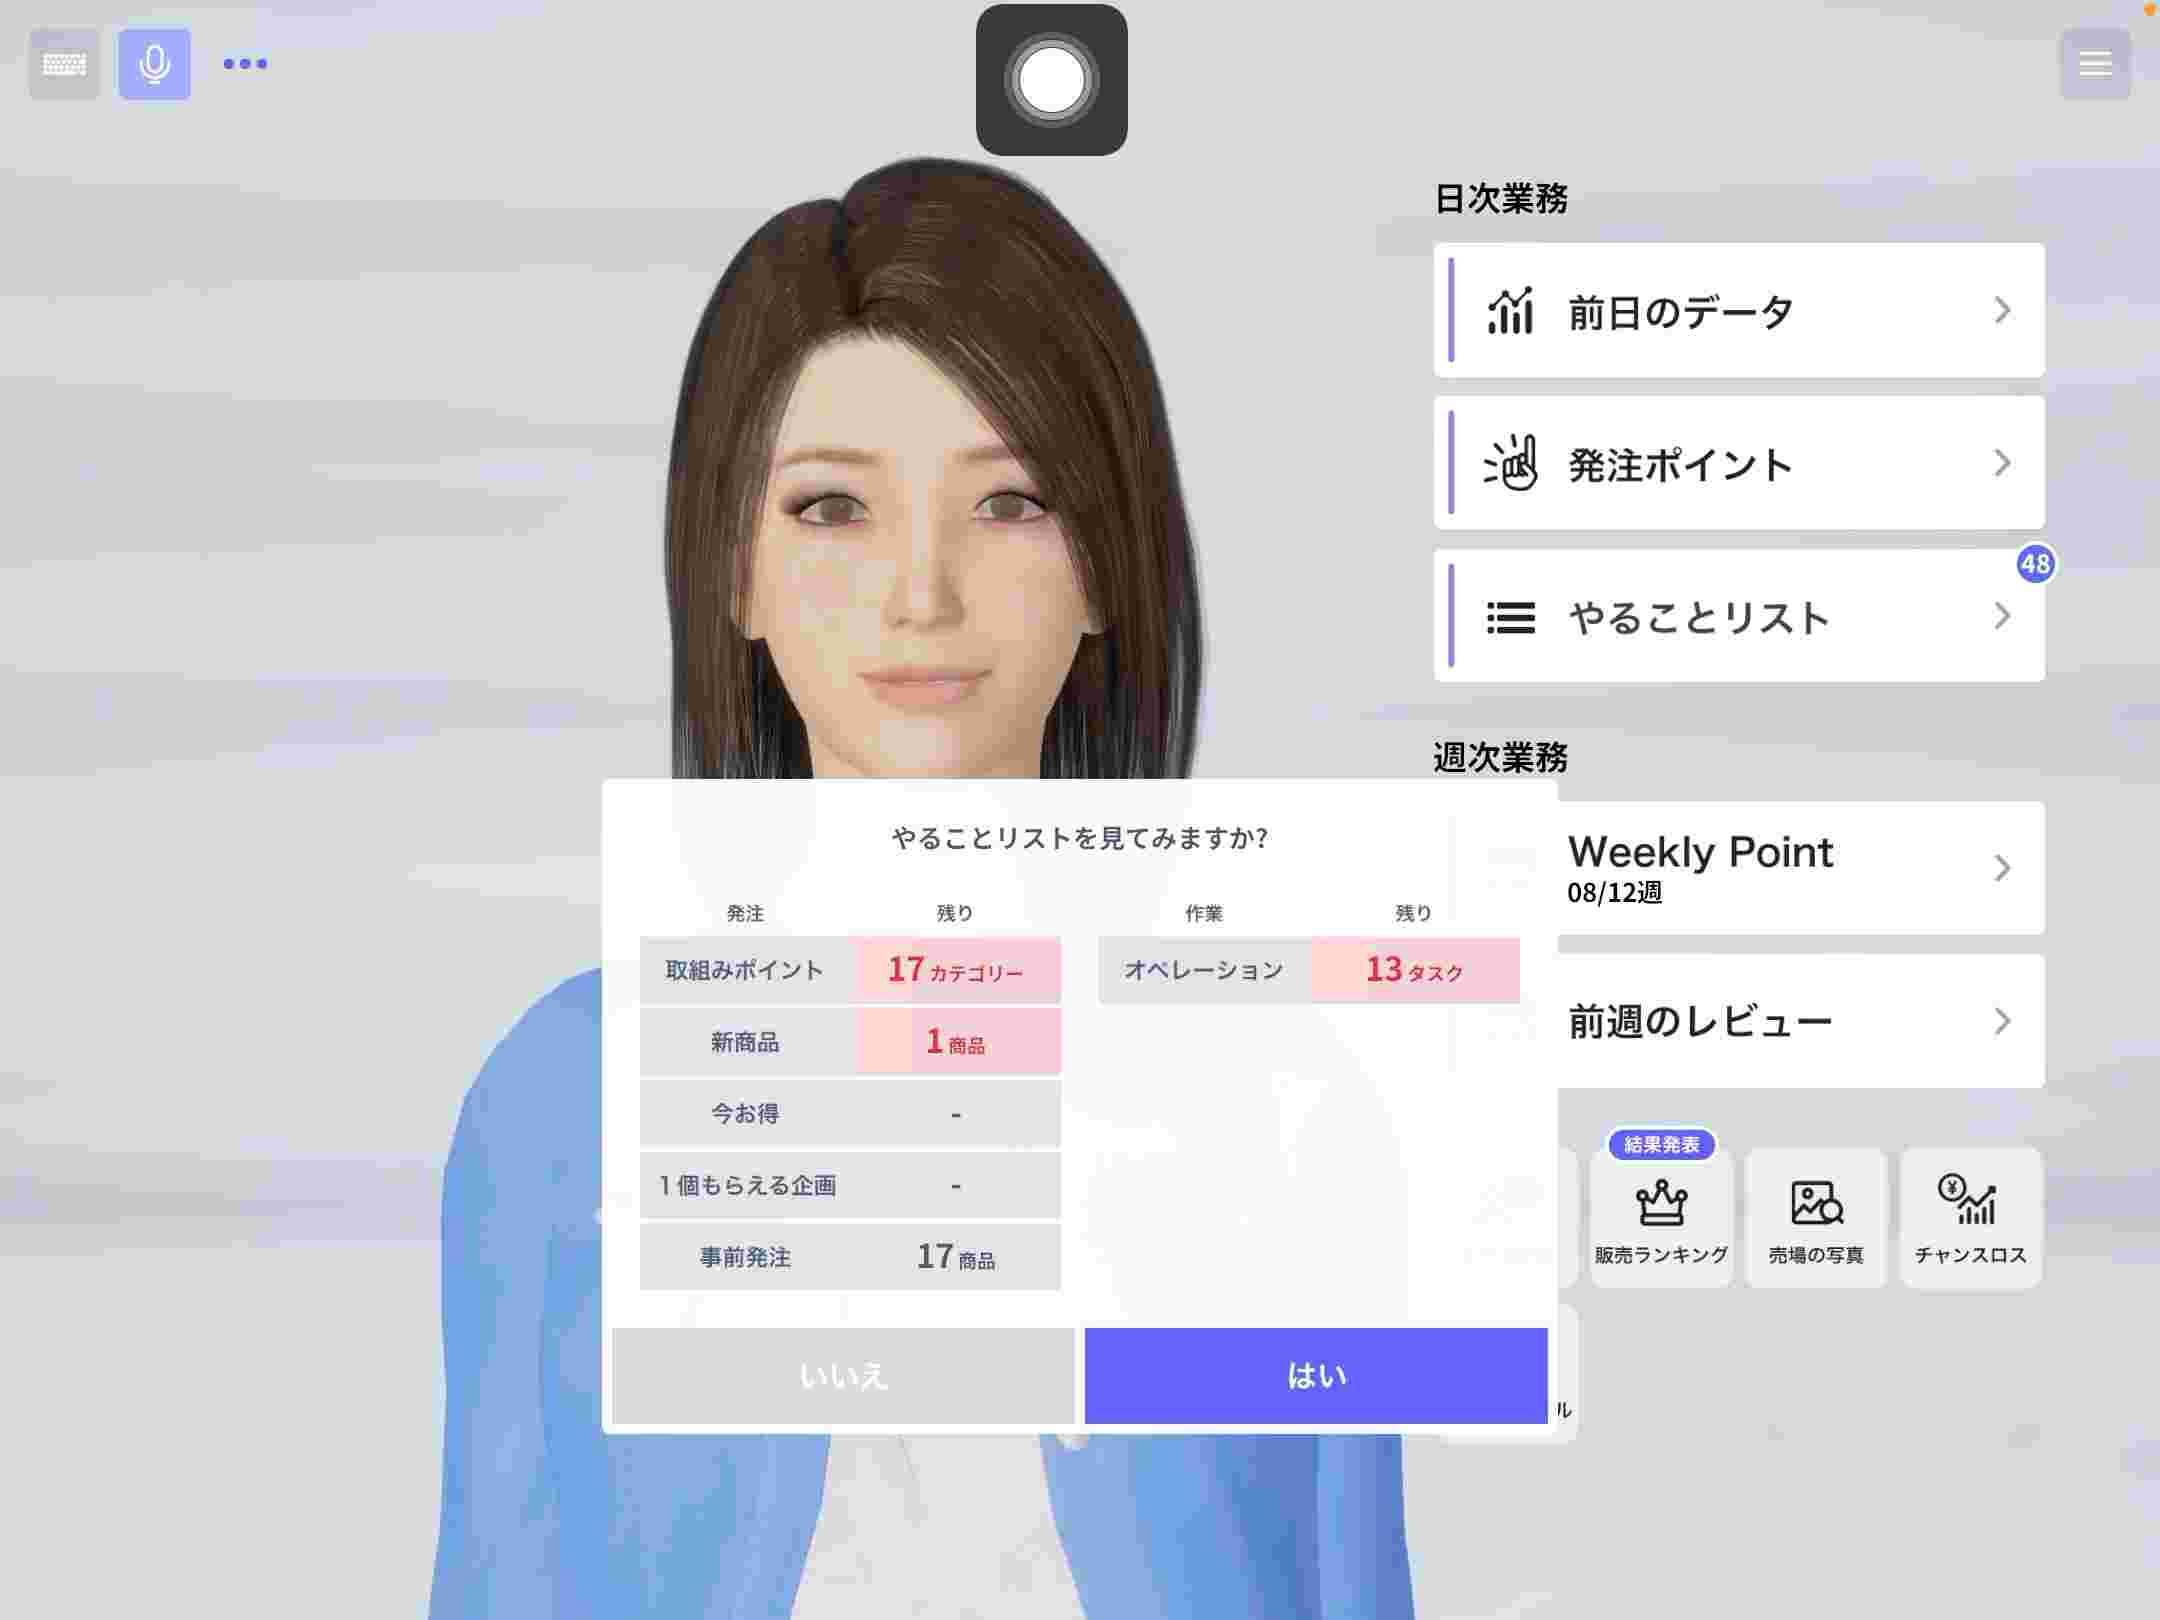 日次業務
前日のデータ
発注ポイント
やることリスト
48
週次業務
Weekly Point
08/12週
前週のレビュー
結果発表
販売ランキング
売場の写真
チャンスロス
ル
やることリストを見てみますか?
発注 残り
取組みポイント 17カテゴリー
新商品 1商品
今お得 -
1個もらえる企画 -
事前発注 17商品
作業 残り
オペレーション 13タスク
いいえ
はい